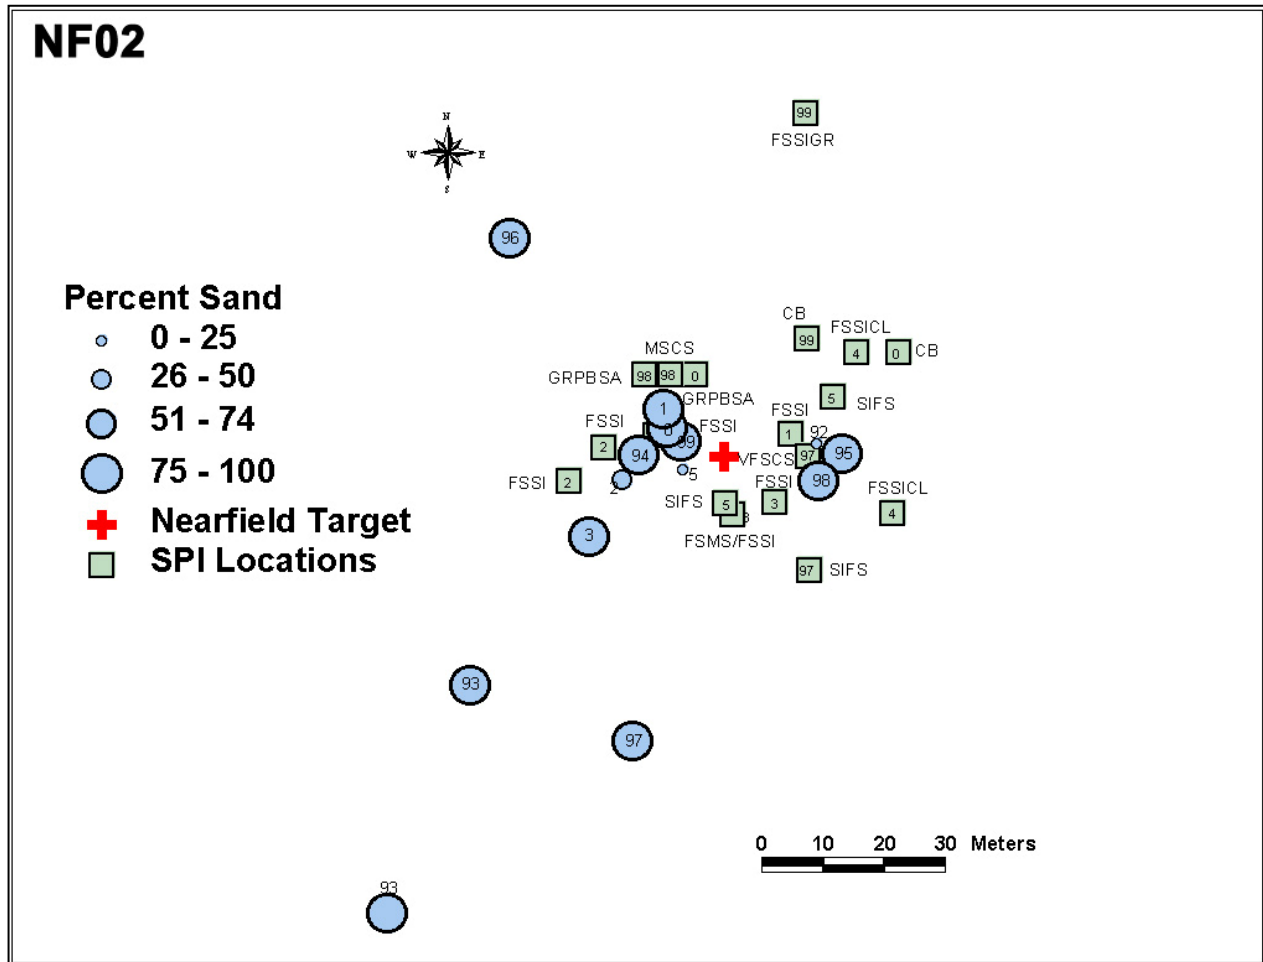 NF02
99
FSSIGR
N
W E
S
96
Percent Sand
0 - 25
26 - 50
51 - 74
75 - 100
Nearfield Target
SPI Locations
CB
99
FSSICL
4
0
CB
MSCS
GRPBSA
98
98
0
5
SIFS
1
GRPBSA
FSSI
2
0
99
FSSI
94
FSSI
1
92
VFSCS
97
95
98
5
FSSI
2
2
SIFS
5
FSSI
3
FSSICL
4
3
FSMS/FSSI
97
SIFS
93
97
0 10 20 30 Meters
93